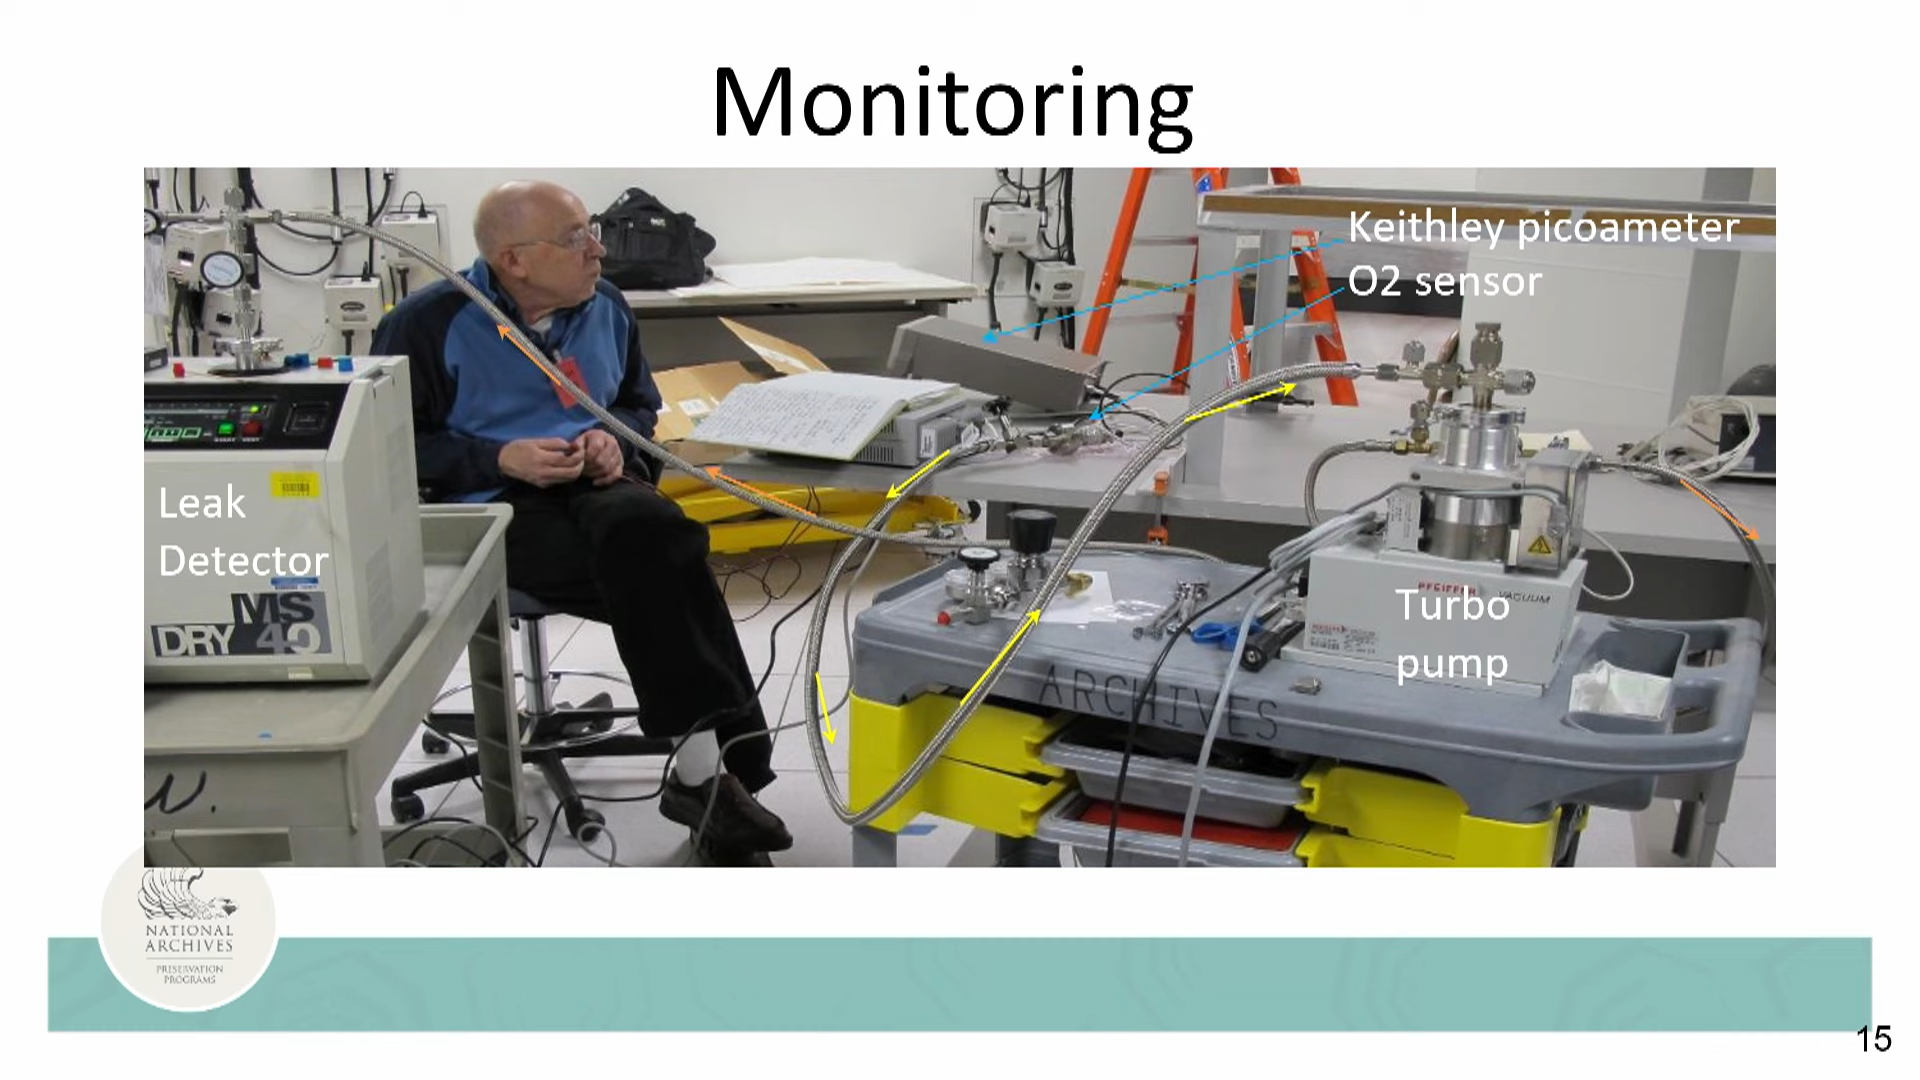 Monitoring
Keithley picoameter
O2 sensor
Leak
Detector
MS
DRY 40
PFEIFFER VACUUM
Turbo
pump
ARCHIVES
N.
NATIONAL
ARCHIVES
PRESERVATION
PROGRAMS
15